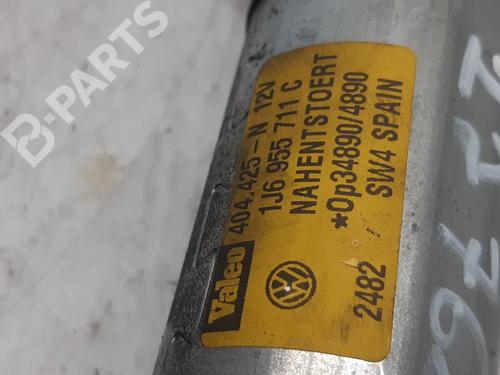 Valeo 404.425-N 12V
1J6 955 711 C
NAHENTSTOERT
*Op34890/4890
SW4 SPAIN
2482
B-PARTS